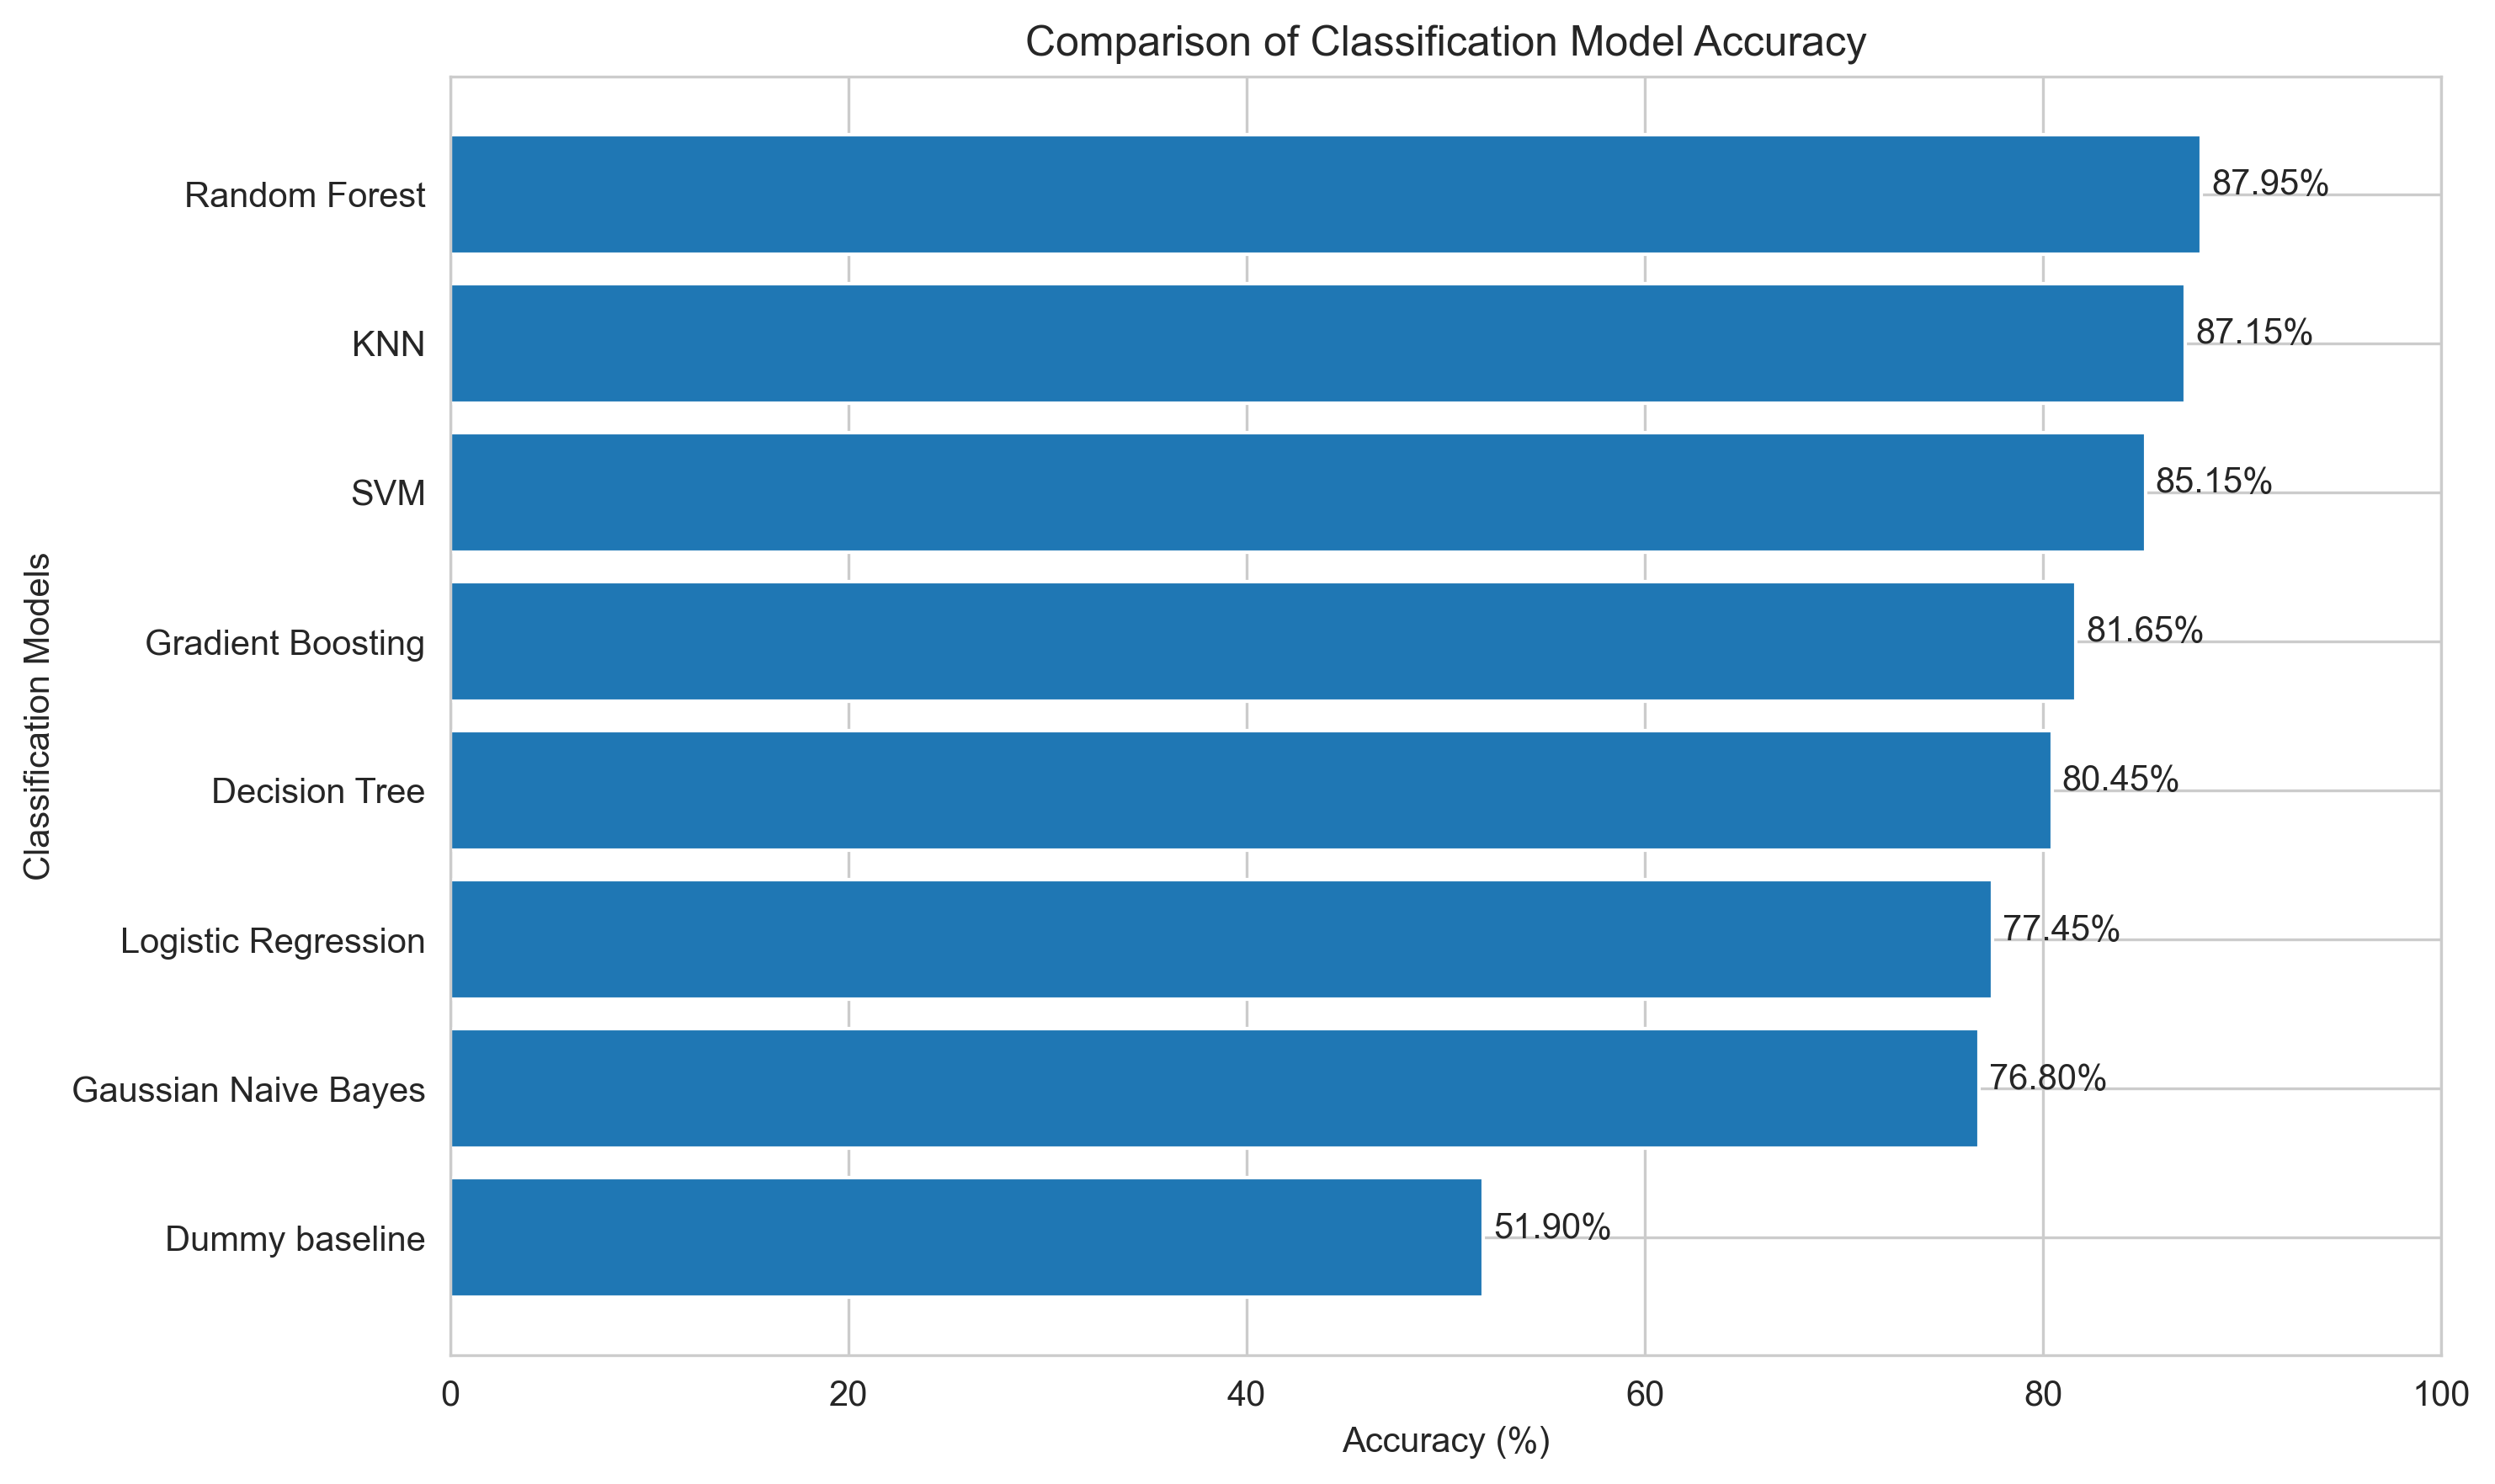 Comparison of Classification Model Accuracy
Classification Models
Random Forest 87.95%
KNN 87.15%
SVM 85.15%
Gradient Boosting 81.65%
Decision Tree 80.45%
Logistic Regression 77.45%
Gaussian Naive Bayes 76.80%
Dummy baseline 51.90%
0 20 40 60 80 100
Accuracy (%)